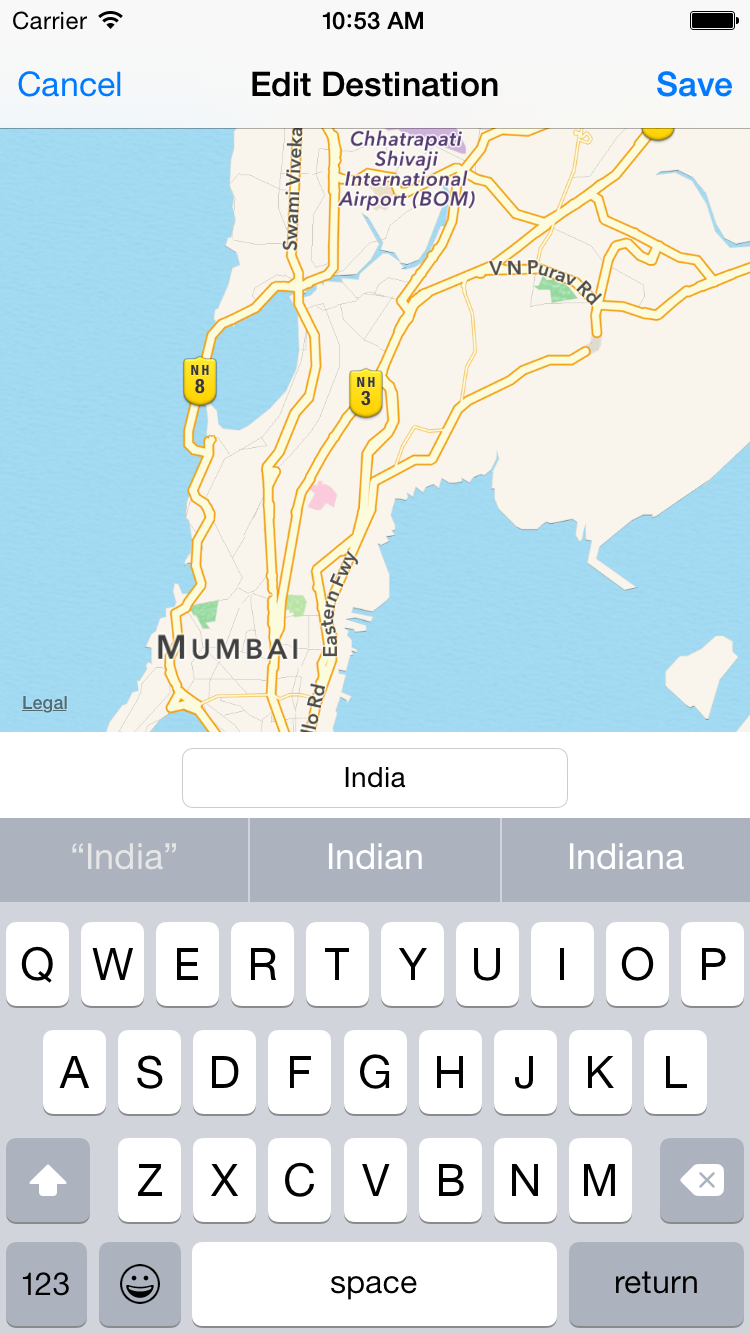 Carrier 10:53 AM
Cancel Edit Destination Save
Chhatrapati
Shivaji
International
Airport (BOM)
Swami Viveka
V N Purav Rd
NH
8
NH
3
Eastern Fwy
MUMBAI
llo Rd
Legal
India
“India” Indian Indiana
Q W E R T Y U I O P
A S D F G H J K L
Z X C V B N M
123 space return